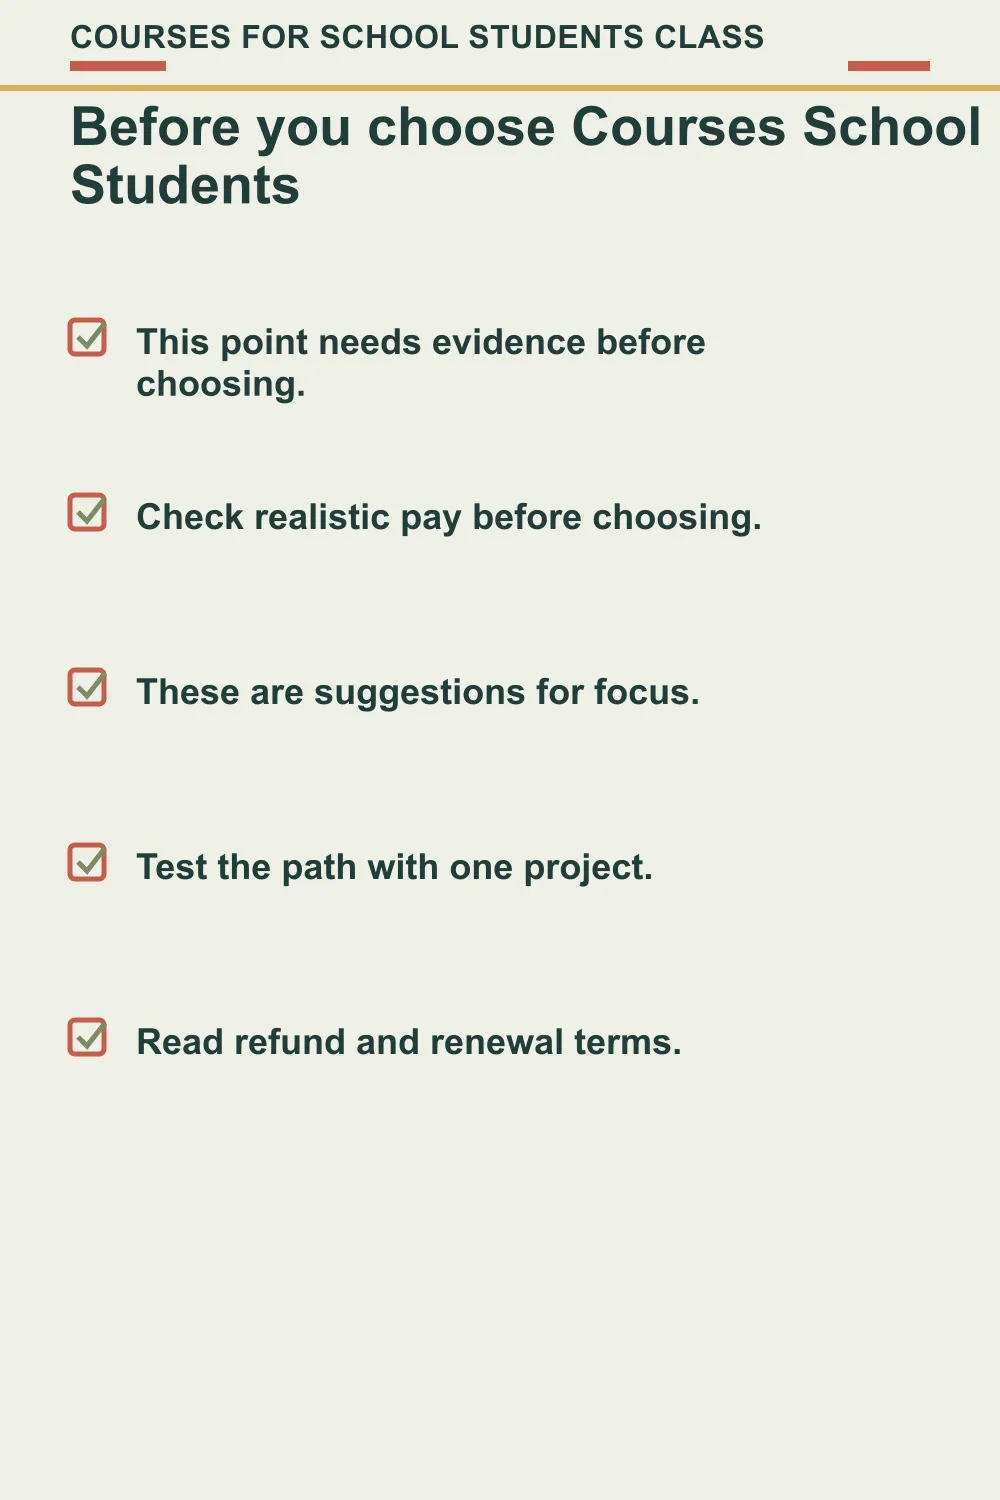 COURSES FOR SCHOOL STUDENTS CLASS
Before you choose Courses School
Students
This point needs evidence before
choosing.
Check realistic pay before choosing.
These are suggestions for focus.
Test the path with one project.
Read refund and renewal terms.